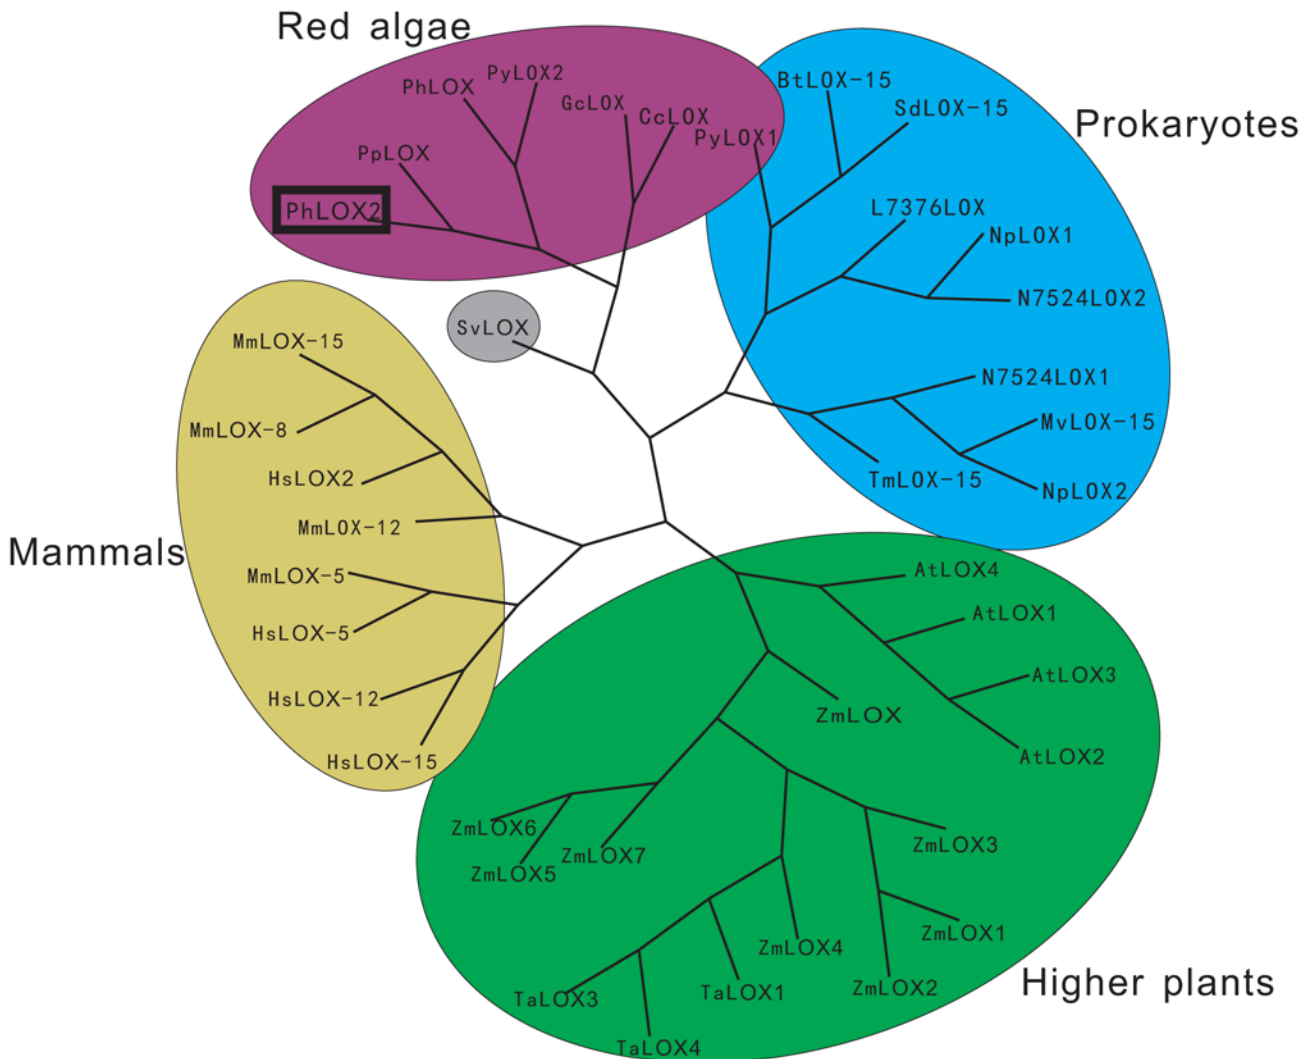 Red algae
PhLOX
PyLOX2
GcLOX
CcLOX
PyLOX1
PpLOX
PhLOX2
BtLOX-15
SdLOX-15
Prokaryotes
L7376LOX
NpLOX1
N7524LOX2
N7524LOX1
MvLOX-15
TmLOX-15
NpLOX2
SvLOX
MmLOX-15
MmLOX-8
HsLOX2
MmLOX-12
Mammals
MmLOX-5
HsLOX-5
HsLOX-12
HsLOX-15
AtLOX4
AtLOX1
AtLOX3
ZmLOX
AtLOX2
ZmLOX6
ZmLOX5
ZmLOX7
ZmLOX3
ZmLOX1
ZmLOX4
ZmLOX2
TaLOX3
TaLOX1
TaLOX4
Higher plants